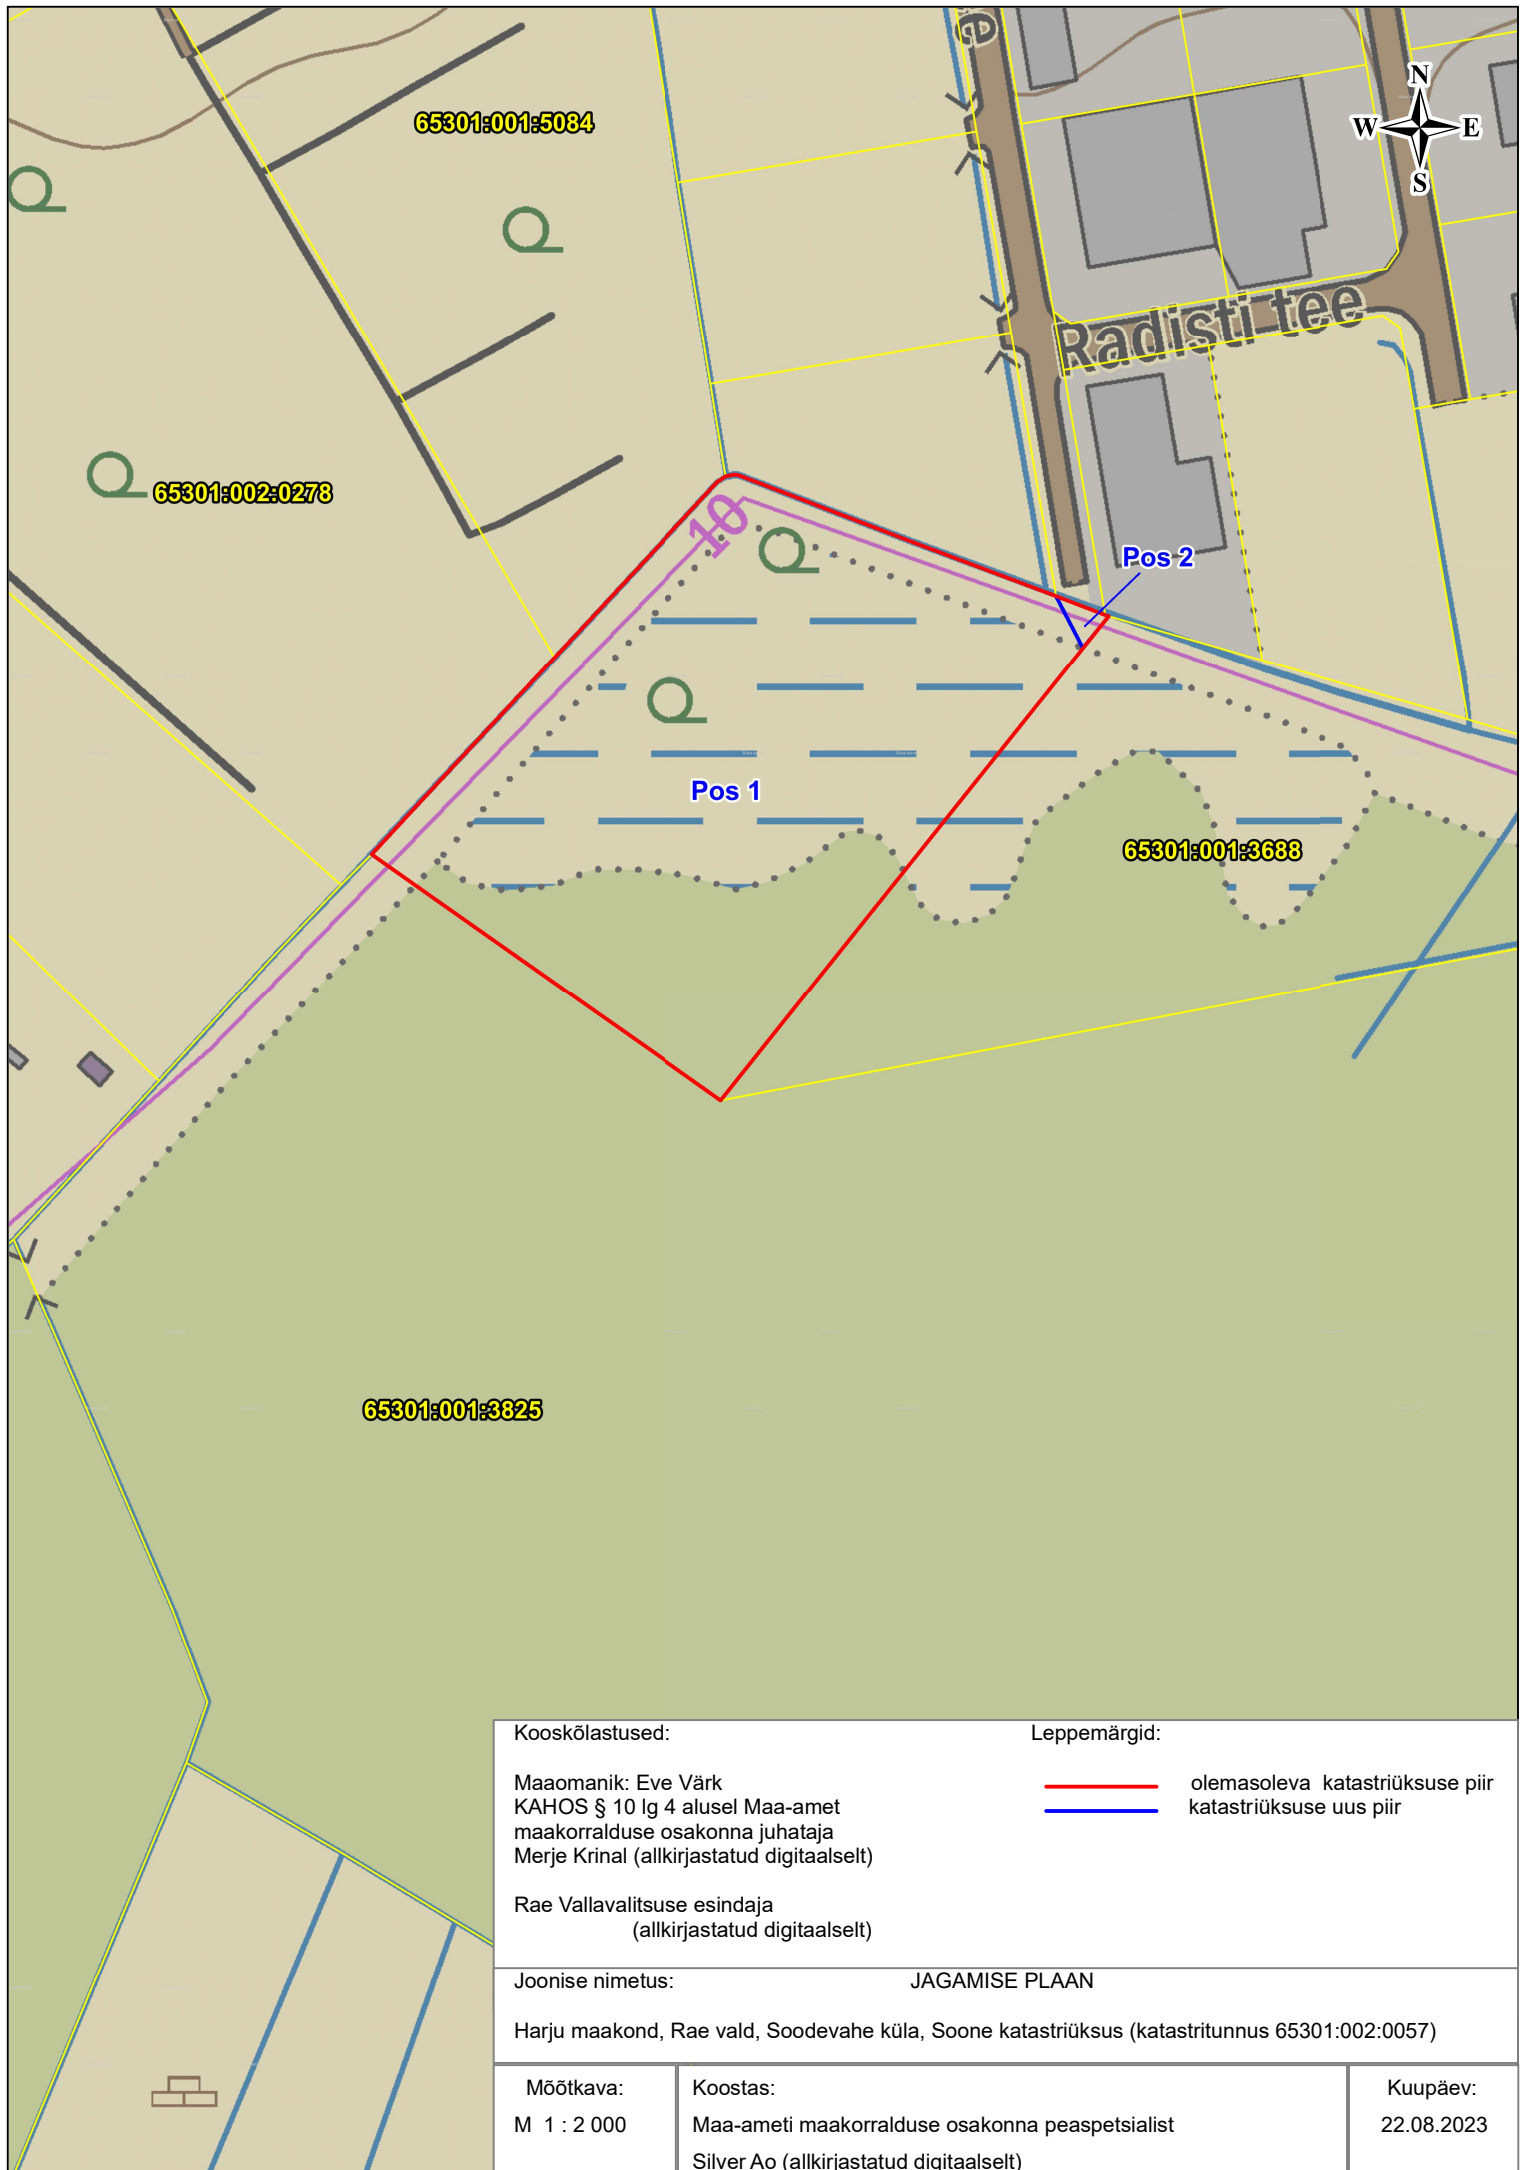 e
N
W E
S
65301:001:5084
Radisti tee
65301:002:0278
10
Pos 2
Pos 1
65301:001:3688
65301:001:3825
Kooskõlastused:
Leppemärgid:
Maaomanik: Eve Värk
KAHOS § 10 lg 4 alusel Maa-amet
maakorralduse osakonna juhataja
Merje Krinal (allkirjastatud digitaalselt)
olemasoleva katastriüksuse piir
katastriüksuse uus piir
Rae Vallavalitsuse esindaja
(allkirjastatud digitaalselt)
Joonise nimetus: JAGAMISE PLAAN
Harju maakond, Rae vald, Soodevahe küla, Soone katastriüksus (katastritunnus 65301:002:0057)
Mõõtkava:
M 1 : 2 000
Koostas:
Maa-ameti maakorralduse osakonna peaspetsialist
Silver Ao (allkirjastatud digitaalselt)
Kuupäev:
22.08.2023